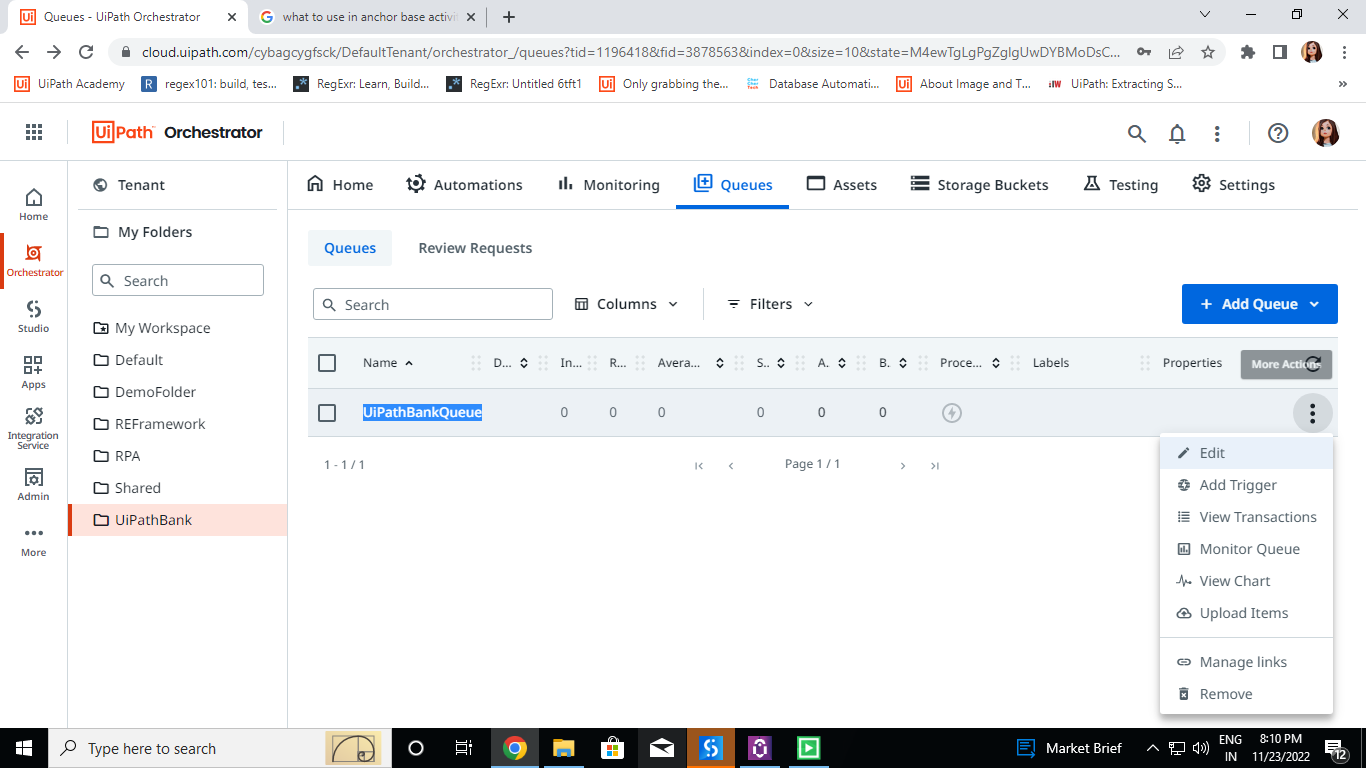 Queues - UiPath Orchestrator
what to use in anchor base activi
cloud.uipath.com/cybagcygfsck/DefaultTenant/orchestrator_/queues?tid=1196418&fid=3878563&index=0&size=10&state=M4ewTgLgPgZglgUwDYBMoDsC...
UiPath Academy
regex101: build, tes...
RegExr: Learn, Build...
RegExr: Untitled 6tft1
Only grabbing the...
Database Automati...
About Image and T...
UiPath: Extracting S...
UiPath Orchestrator
Home
Orchestrator
Studio
Apps
Integration
Service
Admin
More
Tenant
My Folders
Search
My Workspace
Default
DemoFolder
REFramework
RPA
Shared
UiPathBank
Home
Automations
Monitoring
Queues
Assets
Storage Buckets
Testing
Settings
Queues
Review Requests
Search
Columns
Filters
+ Add Queue
Name
D...
In...
R...
Avera...
S..
A.
B.
Proce...
Labels
Properties
More Actions
UiPathBankQueue
0
0
0
0
0
0
1 - 1 / 1
Page 1 / 1
Edit
Add Trigger
View Transactions
Monitor Queue
View Chart
Upload Items
Manage links
Remove
Type here to search
Market Brief
ENG
IN
8:10 PM
11/23/2022
12